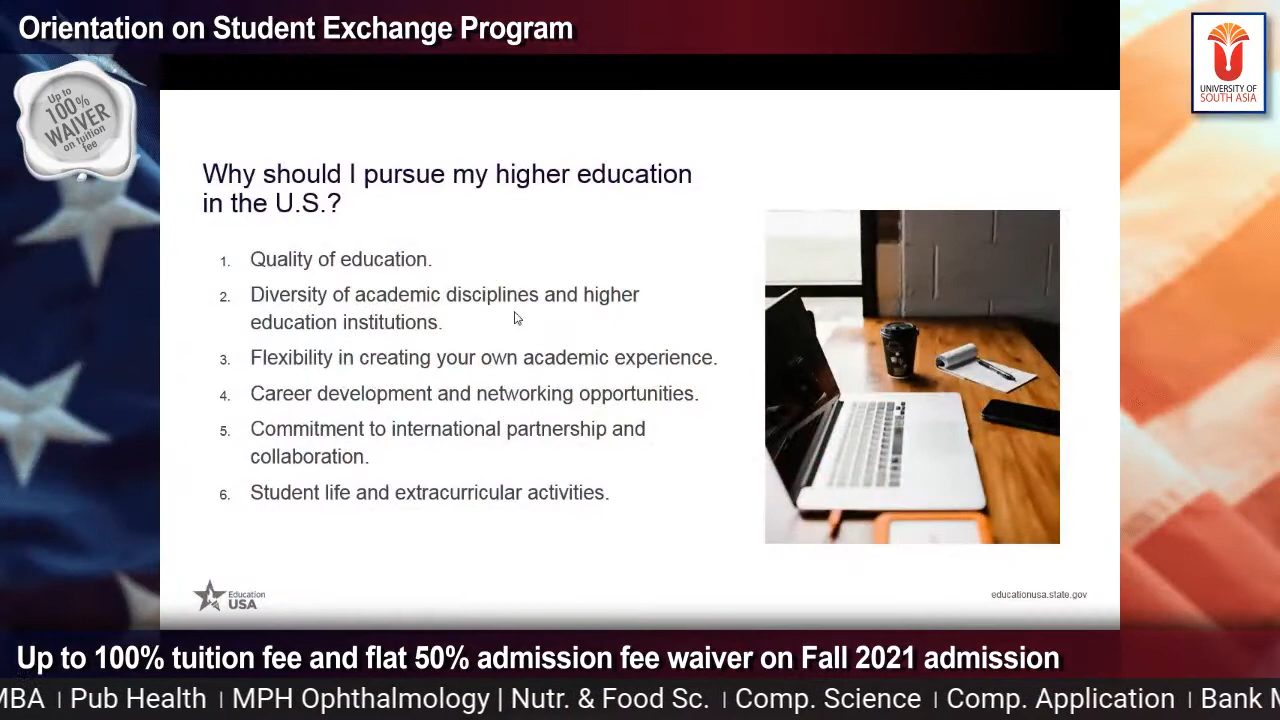 Orientation on Student Exchange Program
Up to
100%
WAIVER
on tuition
fee
UNIVERSITY OF
SOUTH ASIA
Why should I pursue my higher education
in the U.S.?
1. Quality of education.
2. Diversity of academic disciplines and higher
education institutions.
3. Flexibility in creating your own academic experience.
4. Career development and networking opportunities.
5. Commitment to international partnership and
collaboration.
6. Student life and extracurricular activities.
Education
USA
educationusa.state.gov
Up to 100% tuition fee and flat 50% admission fee waiver on Fall 2021 admission
MBA | Pub Health | MPH Ophthalmology | Nutr. & Food Sc. | Comp. Science | Comp. Application | Bank M